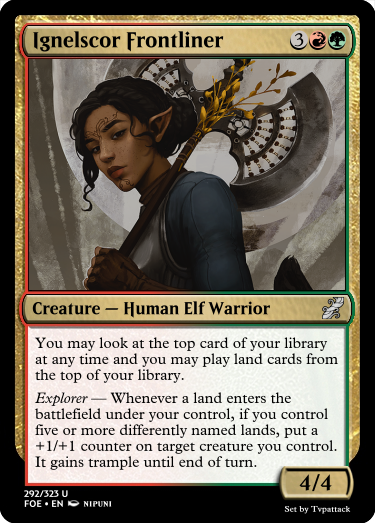 Ignelscor Frontliner 3
Creature — Human Elf Warrior
You may look at the top card of your library
at any time and you may play land cards from
the top of your library.
Explorer — Whenever a land enters the
battlefield under your control, if you control
five or more differently named lands, put a
+1/+1 counter on target creature you control.
It gains trample until end of turn.
4/4
292/323 U
FOE • EN NIPUNI
Set by Tvpattack